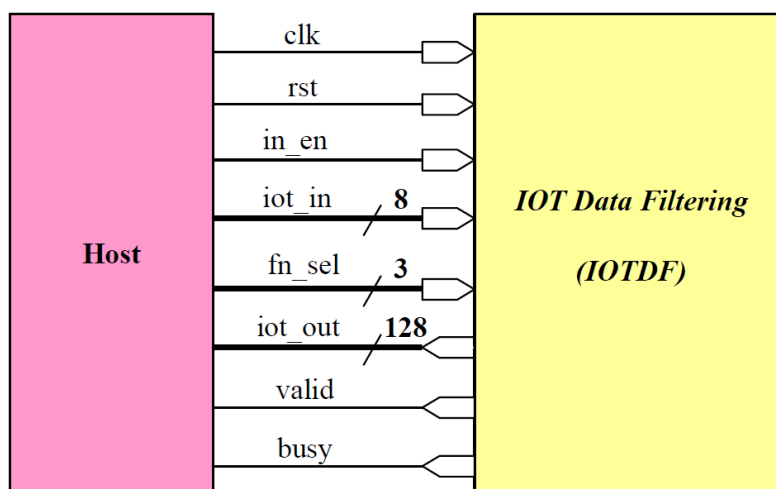 clk
rst
in_en
iot_in 8
fn_sel 3
iot_out 128
valid
busy
Host
IOT Data Filtering
(IOTDF)